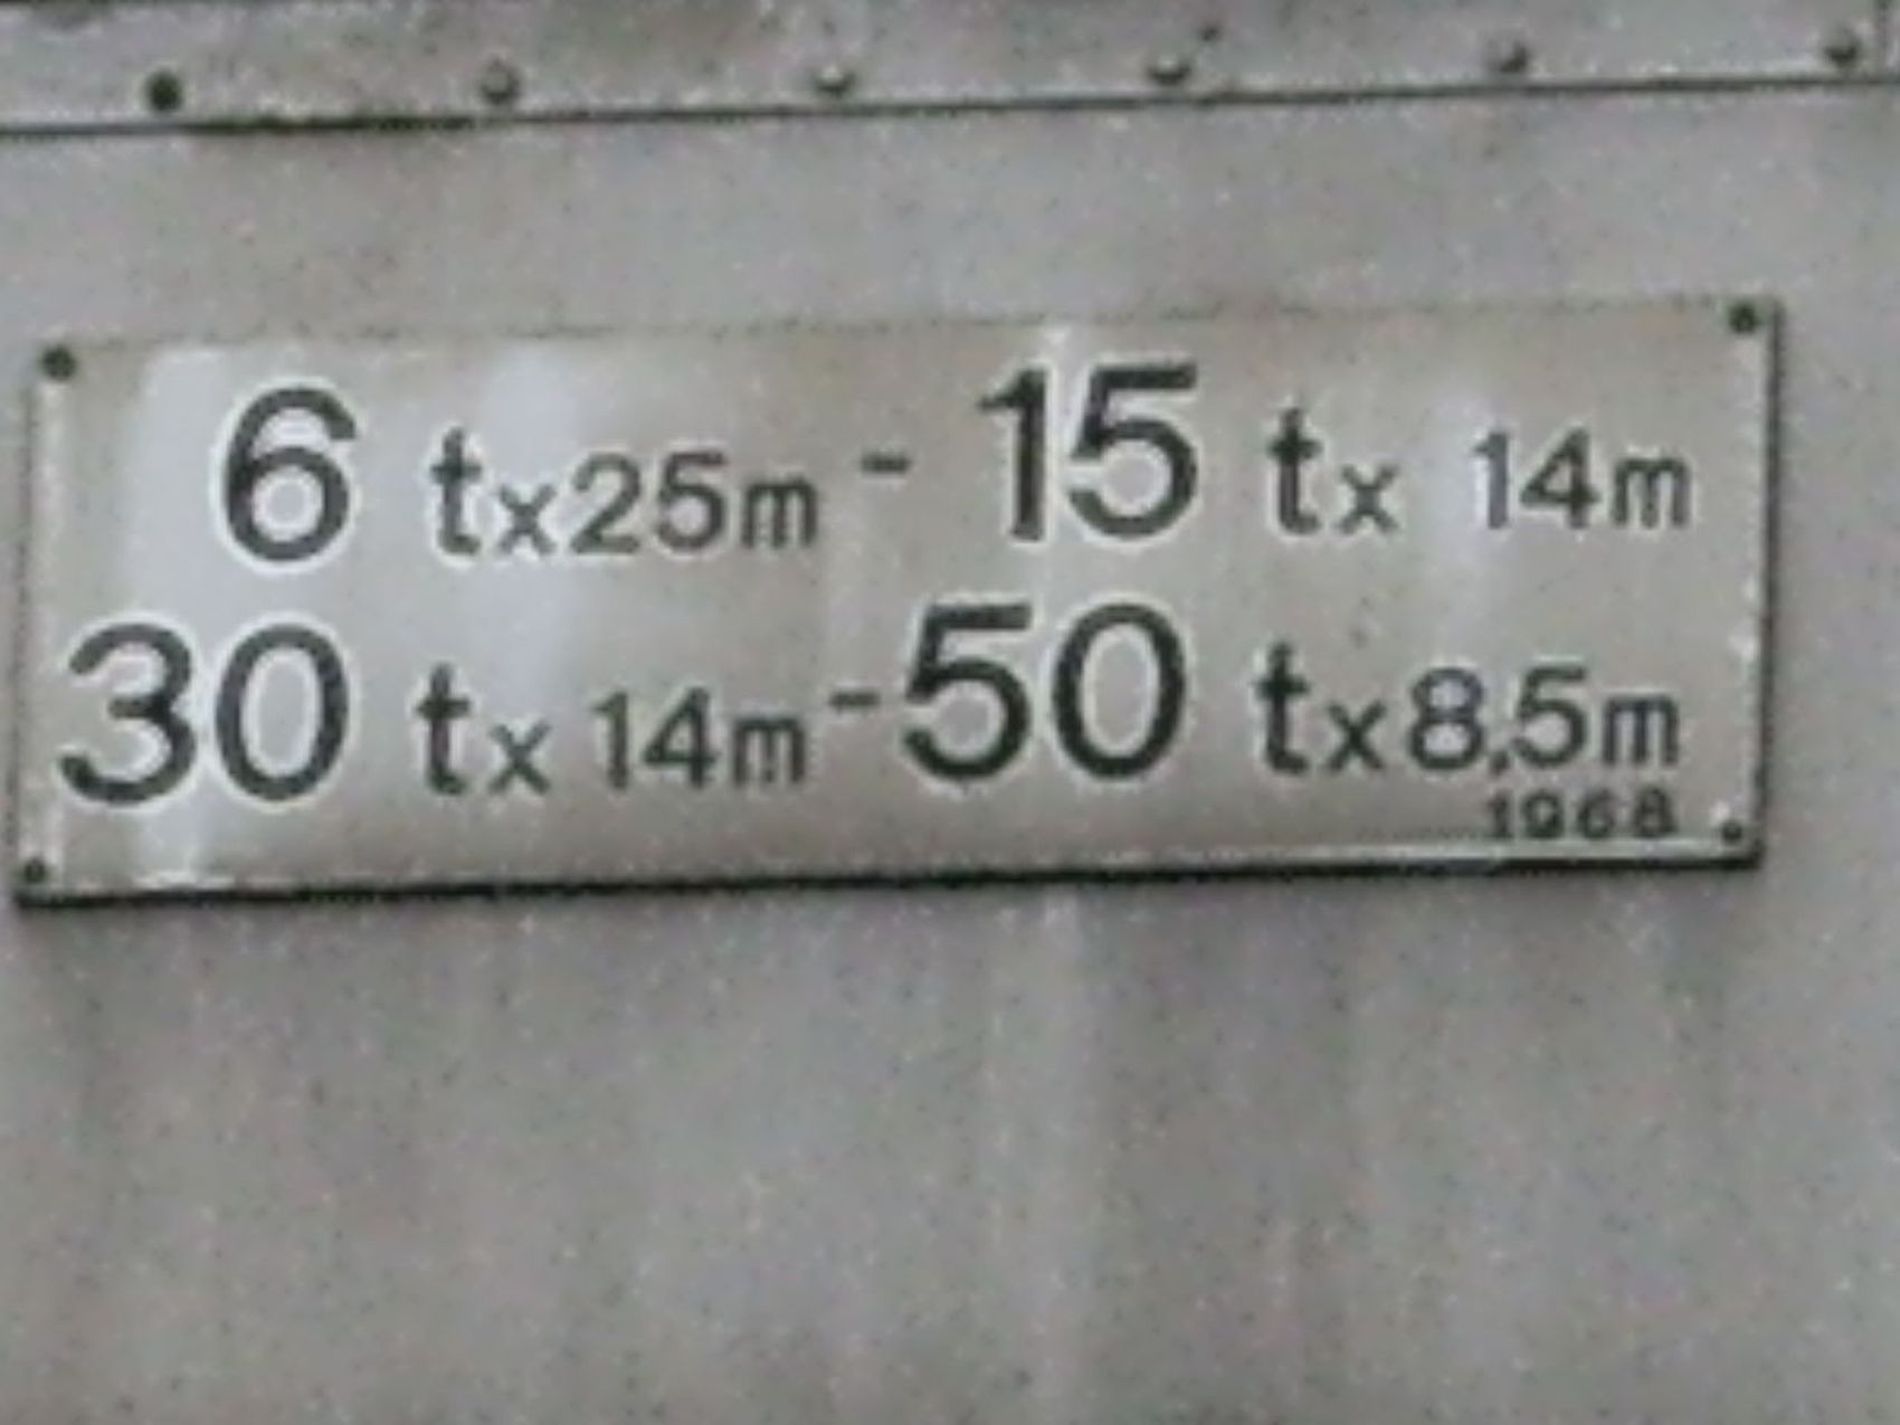 6 tx25m - 15 tx 14m
30 tx 14m - 50 tx8,5m
1968